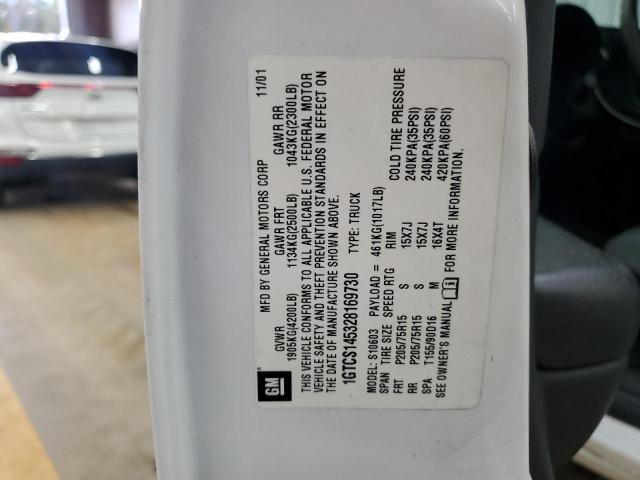 GM
MFD BY GENERAL MOTORS CORP 11/01
GVWR GAWR FRT GAWR RR
1905KG(4200LB) 1134KG(2500LB) 1043KG(2300LB)
THIS VEHICLE CONFORMS TO ALL APPLICABLE U.S. FEDERAL MOTOR
VEHICLE SAFETY AND THEFT PREVENTION STANDARDS IN EFFECT ON
THE DATE OF MANUFACTURE SHOWN ABOVE.
1GTCS145328169730 TYPE: TRUCK
MODEL: S10603 PAYLOAD = 461KG(1017LB)
SPAN TIRE SIZE SPEED RTG RIM COLD TIRE PRESSURE
FRT P205/75R15 S 15X7J 240KPA(35PSI)
RR P205/75R15 S 15X7J 240KPA(35PSI)
SPA T155/90D16 M 16X4T 420KPA(60PSI)
SEE OWNER'S MANUAL FOR MORE INFORMATION.